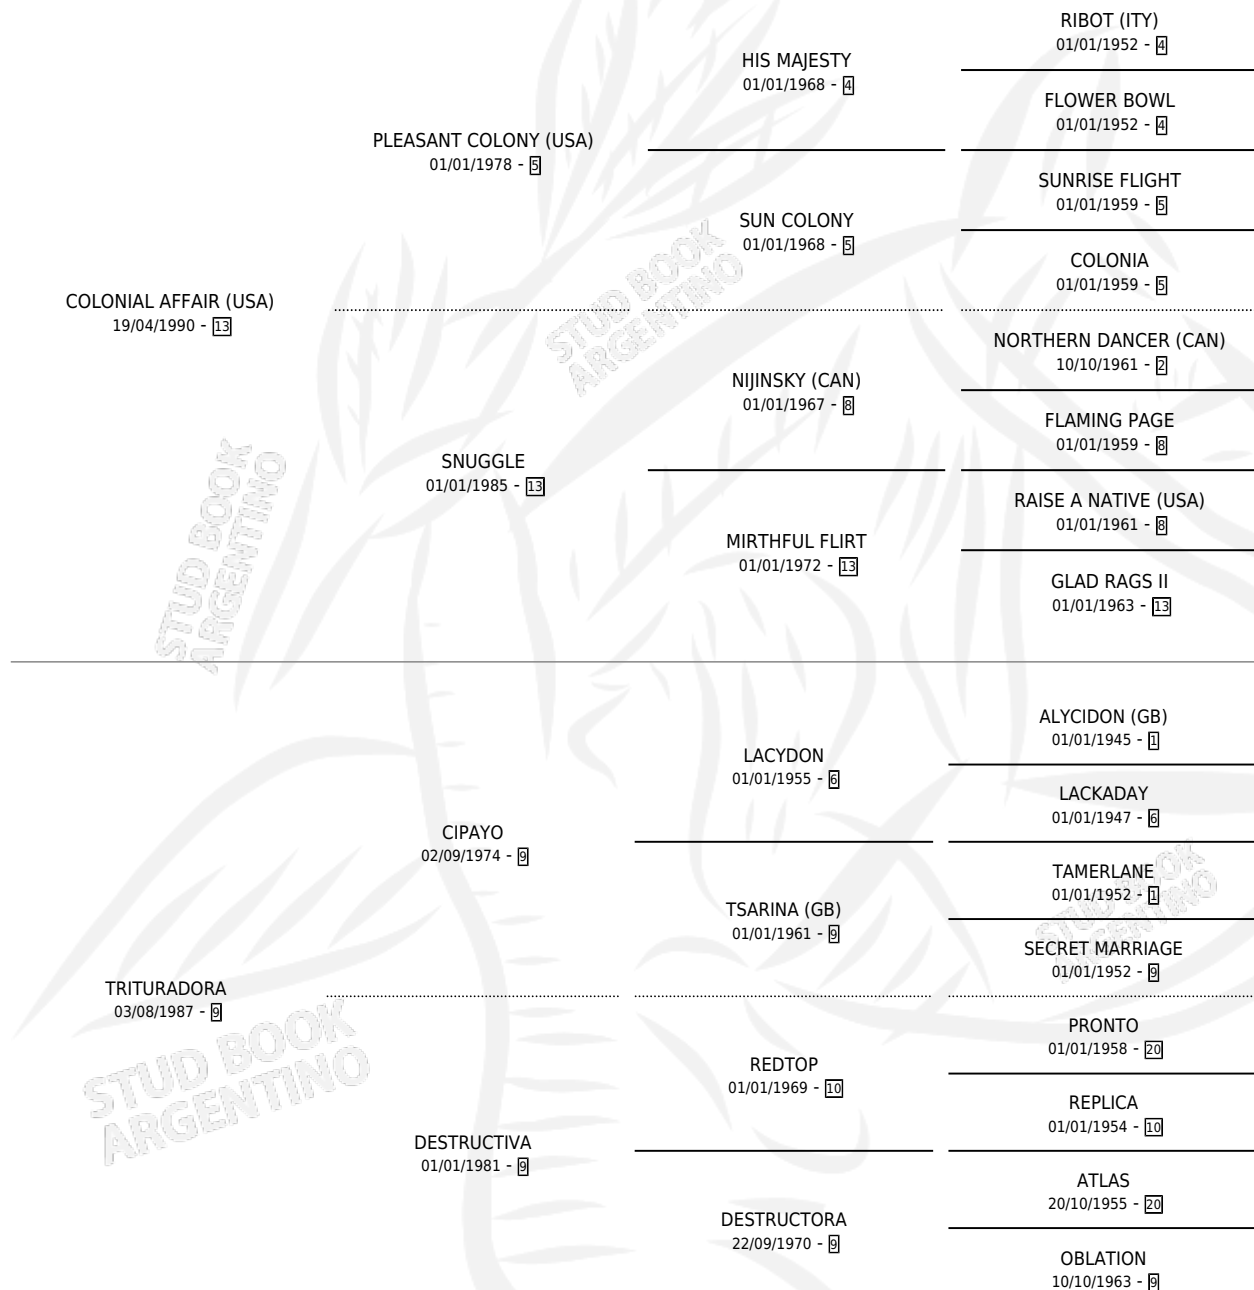 RIBOT (ITY)
01/01/1952 - 4
HIS MAJESTY
01/01/1968 - 4
FLOWER BOWL
01/01/1952 - 4
PLEASANT COLONY (USA)
01/01/1978 - 5
SUNRISE FLIGHT
01/01/1959 - 5
SUN COLONY
01/01/1968 - 5
COLONIA
01/01/1959 - 5
COLONIAL AFFAIR (USA)
19/04/1990 - 13
NORTHERN DANCER (CAN)
10/10/1961 - 2
NIJINSKY (CAN)
01/01/1967 - 8
FLAMING PAGE
01/01/1959 - 8
SNUGGLE
01/01/1985 - 13
RAISE A NATIVE (USA)
01/01/1961 - 8
MIRTHFUL FLIRT
01/01/1972 - 13
GLAD RAGS II
01/01/1963 - 13
STUD BOOK
ARGENTINO
STUD BOOK
ARGENTINO
ALYCIDON (GB)
01/01/1945 - 1
LACYDON
01/01/1955 - 6
LACKADAY
01/01/1947 - 6
CIPAYO
02/09/1974 - 9
TAMERLANE
01/01/1952 - 1
TSARINA (GB)
01/01/1961 - 9
SECRET MARRIAGE
01/01/1952 - 9
STUD BOOK
ARGENTINO
TRITURADORA
03/08/1987 - 9
PRONTO
01/01/1958 - 20
REDTOP
01/01/1969 - 10
REPLICA
01/01/1954 - 10
STUD BOOK
ARGENTINO
DESTRUCTIVA
01/01/1981 - 9
ATLAS
20/10/1955 - 20
DESTRUCTORA
22/09/1970 - 9
OBLATION
10/10/1963 - 9